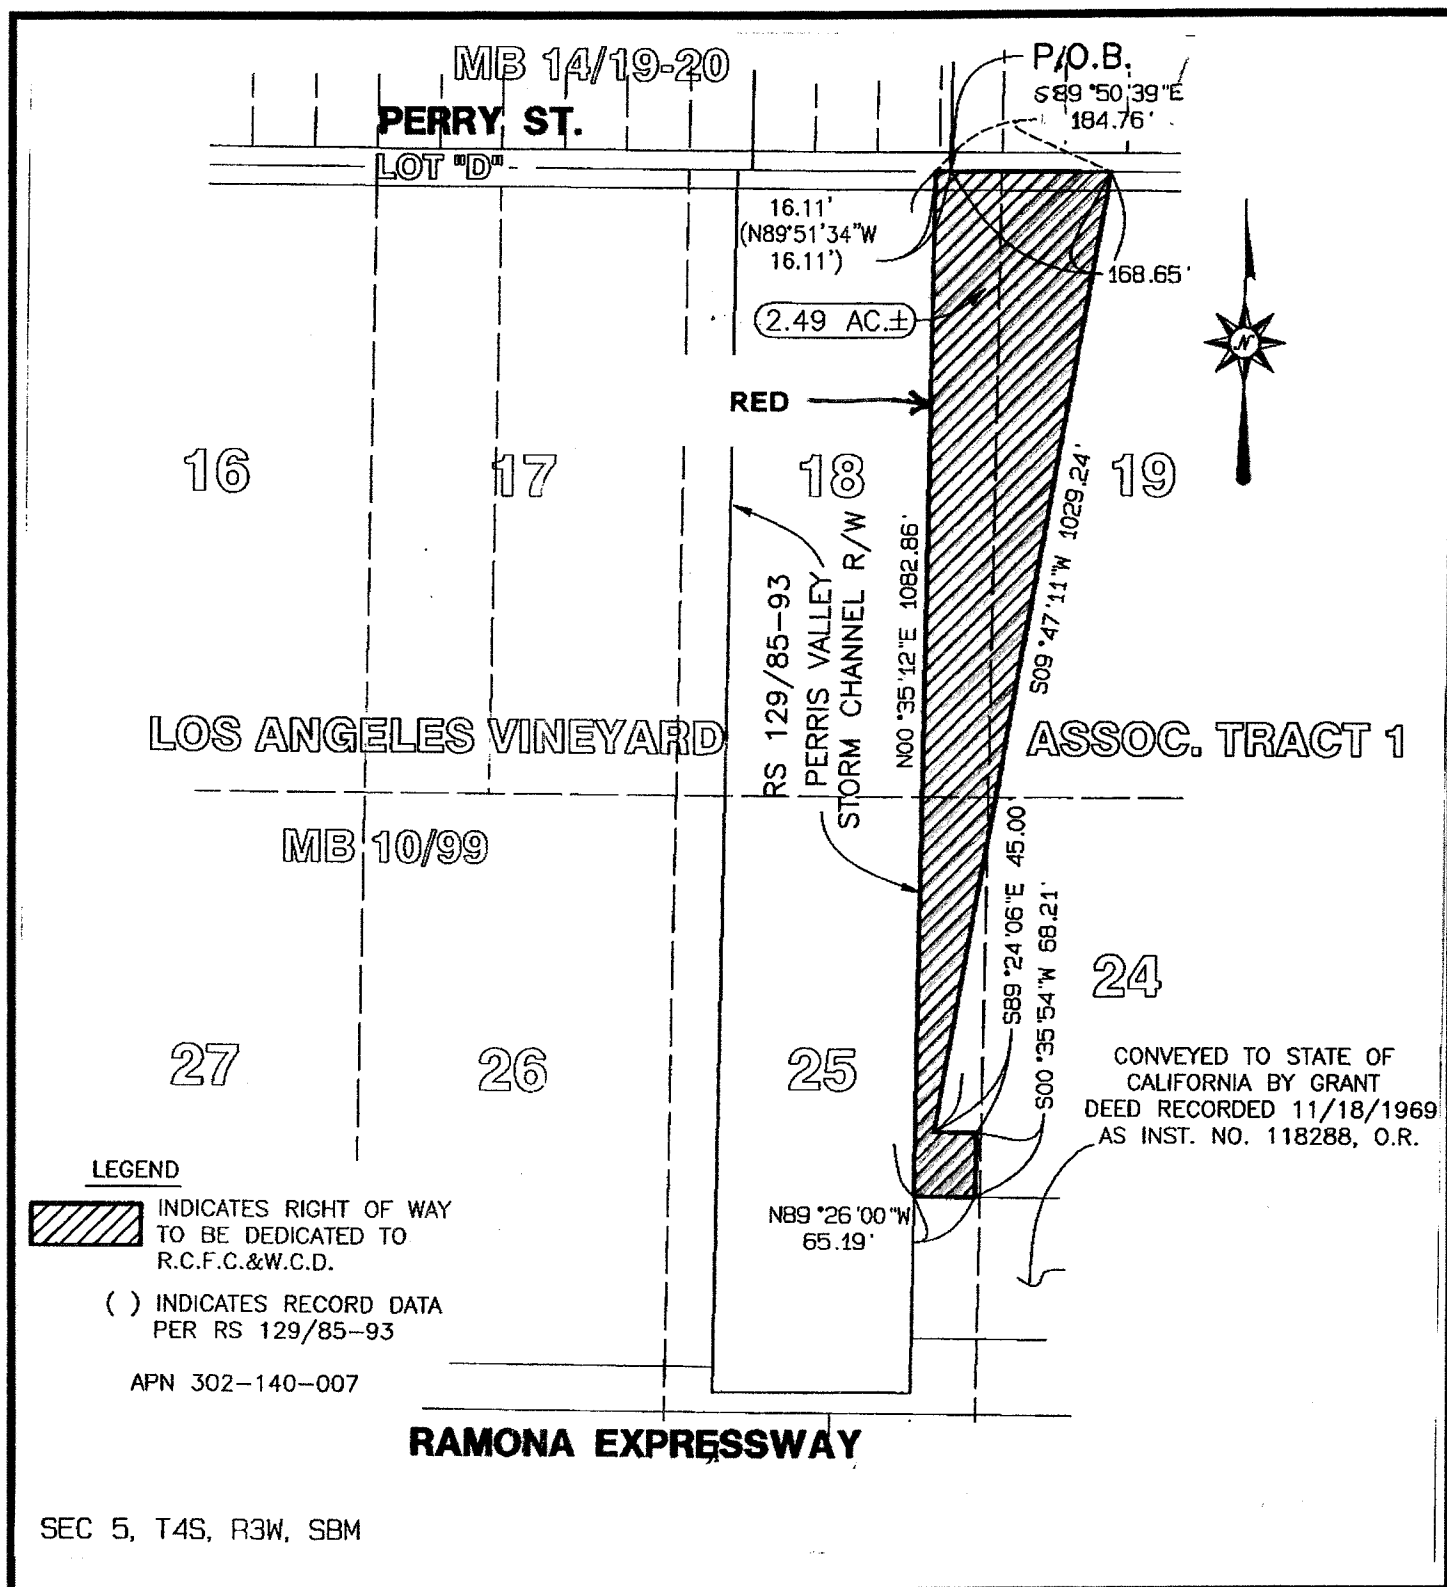 MB 14/19-20
P.O.B.
S89°50'39"E
184.76'
PERRY ST.
LOT "D"
16.11'
(N89°51'34"W
16.11')
168.65'
2.49 AC.±
RED
N
16
17
18
19
N00°35'12"E 1082.86'
S09°47'11"W 1029.24'
RS 129/85-93
PERRIS VALLEY
STORM CHANNEL R/W
LOS ANGELES VINEYARD
ASSOC. TRACT 1
MB 10/99
S89°24'06"E 45.00
S00°35'54"W 68.21'
24
27
26
25
CONVEYED TO STATE OF
CALIFORNIA BY GRANT
DEED RECORDED 11/18/1969
AS INST. NO. 118288, O.R.
LEGEND
INDICATES RIGHT OF WAY
TO BE DEDICATED TO
R.C.F.C.&W.C.D.
N89°26'00"W
65.19'
( ) INDICATES RECORD DATA
PER RS 129/85-93
APN 302-140-007
RAMONA EXPRESSWAY
SEC 5, T4S, R3W, SBM